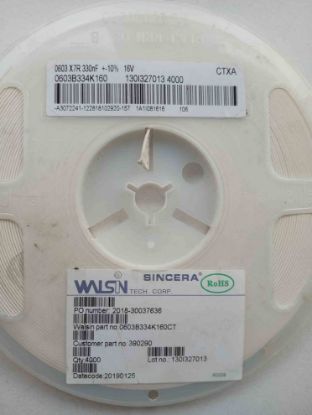 0603 X7R 330nF +-10% 16V CTXA
0603B334K160 130I327013 4000
WALSIN SINCERA
TECH. CORP. RoHS
PO number: 2018-30037636
Walsin part no:0603B334K160CT
Customer part no: 390290
Qty:4000 Lot no.: 130I327013
Datecode:20190125